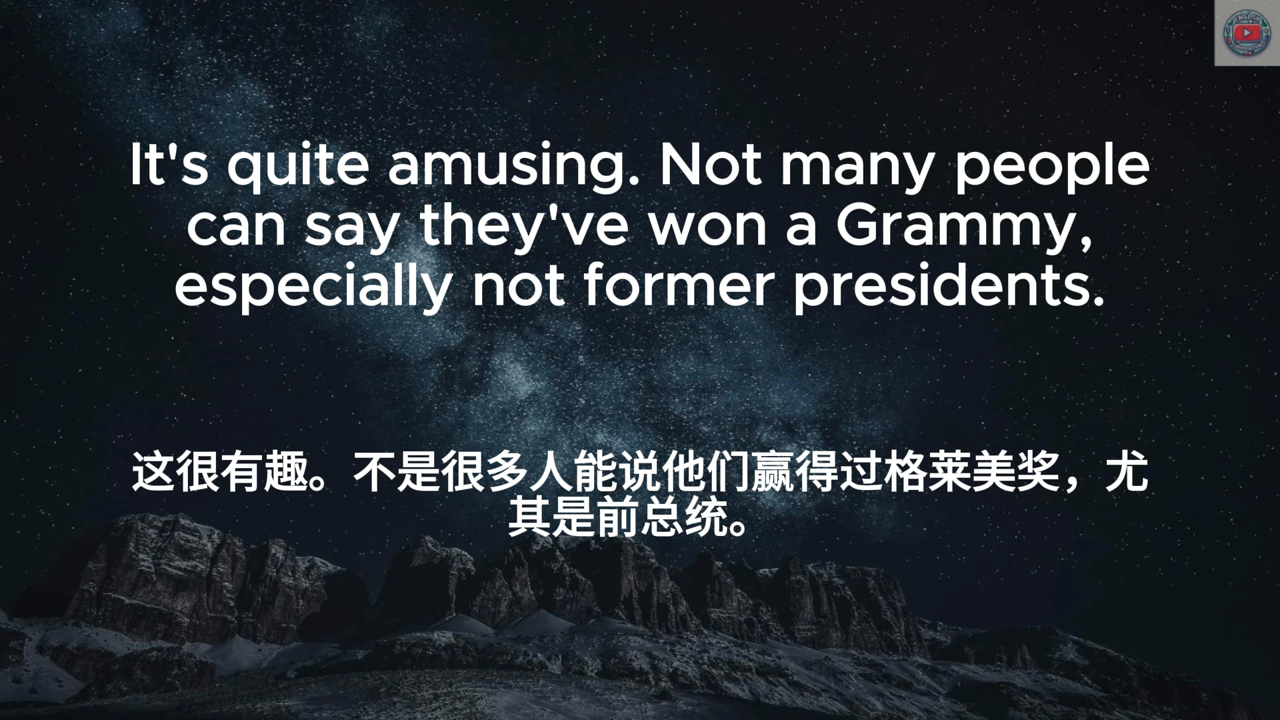 It's quite amusing. Not many people
can say they've won a Grammy,
especially not former presidents.
这很有趣。不是很多人能说他们赢得过格莱美奖，尤
其是前总统。